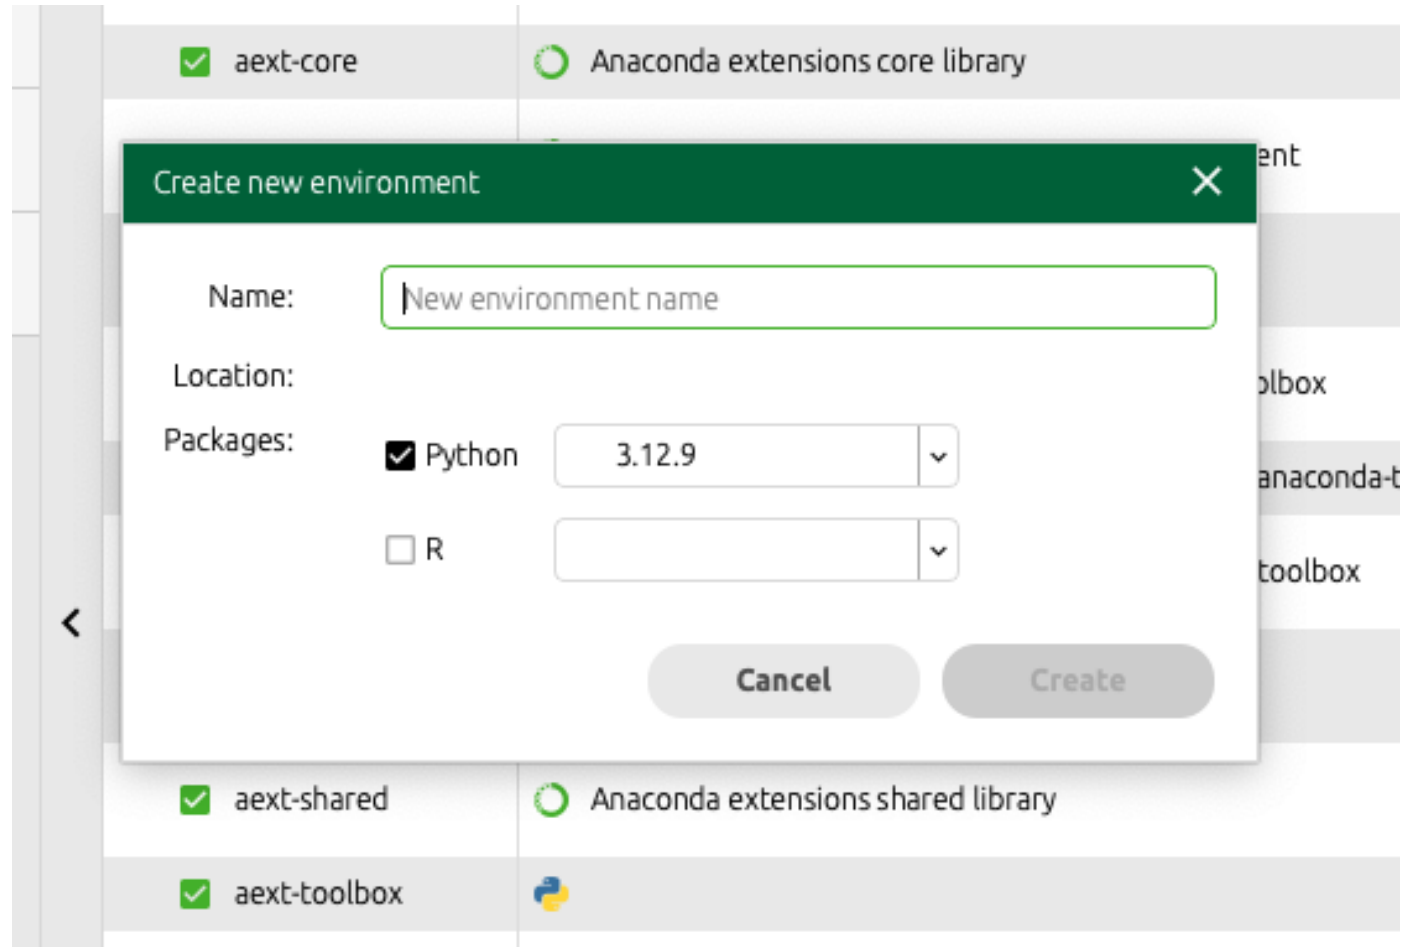 aext-core Anaconda extensions core library
ent
Create new environment
Name: New environment name
Location:
olbox
Packages: Python 3.12.9
anaconda-t
R
toolbox
Cancel Create
aext-shared Anaconda extensions shared library
aext-toolbox